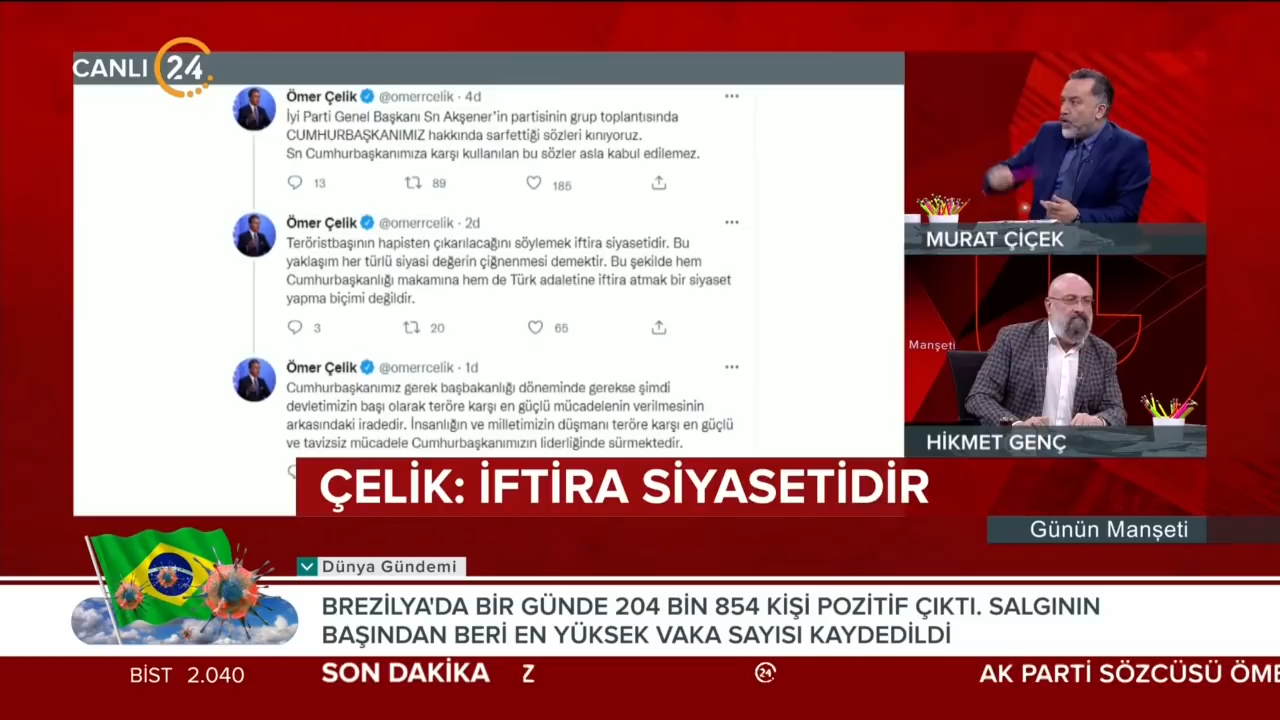 CANLI 24
Ömer Çelik @omerrcelik · 4d
İyi Parti Genel Başkanı Sn Akşener'in partisinin grup toplantısında
CUMHURBAŞKANIMIZ hakkında sarfettiği sözleri kınıyoruz.
Sn Cumhurbaşkanımıza karşı kullanılan bu sözler asla kabul edilemez.
13 89 185
Ömer Çelik @omerrcelik · 2d
Teröristbaşının hapisten çıkarılacağını söylemek iftira siyasetidir. Bu
yaklaşım her türlü siyasi değerin çiğnenmesi demektir. Bu şekilde hem
Cumhurbaşkanlığı makamına hem de Türk adaletine iftira atmak bir siyaset
yapma biçimi değildir.
3 20 65
Ömer Çelik @omerrcelik · 1d
Cumhurbaşkanımız gerek başbakanlığı döneminde gerekse şimdi
devletimizin başı olarak teröre karşı en güçlü mücadelenin verilmesinin
arkasındaki iradedir. İnsanlığın ve milletimizin düşmanı teröre karşı en güçlü
ve tavizsiz mücadele Cumhurbaşkanımızın liderliğinde sürmektedir.
MURAT ÇİÇEK
Manşeti
HİKMET GENÇ
ÇELİK: İFTİRA SİYASETİDİR
Günün Manşeti
Dünya Gündemi
BREZİLYA'DA BİR GÜNDE 204 BİN 854 KİŞİ POZİTİF ÇIKTI. SALGININ
BAŞINDAN BERİ EN YÜKSEK VAKA SAYISI KAYDEDİLDİ
BİST 2.040 SON DAKİKA Z 24 AK PARTİ SÖZCÜSÜ ÖME